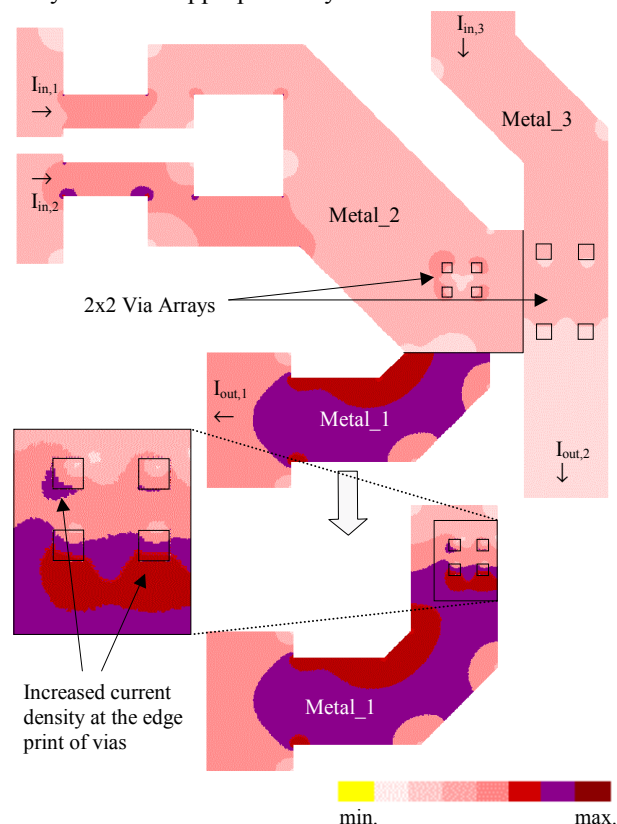 I_in,3
I_in,1
Metal_3
I_in,2
Metal_2
2x2 Via Arrays
I_out,1
Metal_1
I_out,2
Increased current
density at the edge
print of vias
Metal_1
min.
max.